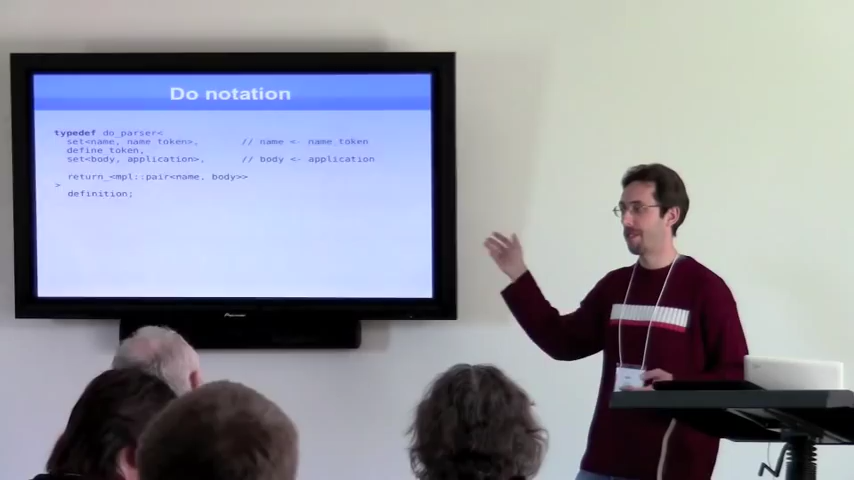 Do notation
typedef do_parser<
set<name, name_token>, // name <- name_token
define_token,
set<body, application>, // body <- application
return_<mpl::pair<name, body>>
>
definition;
Pioneer